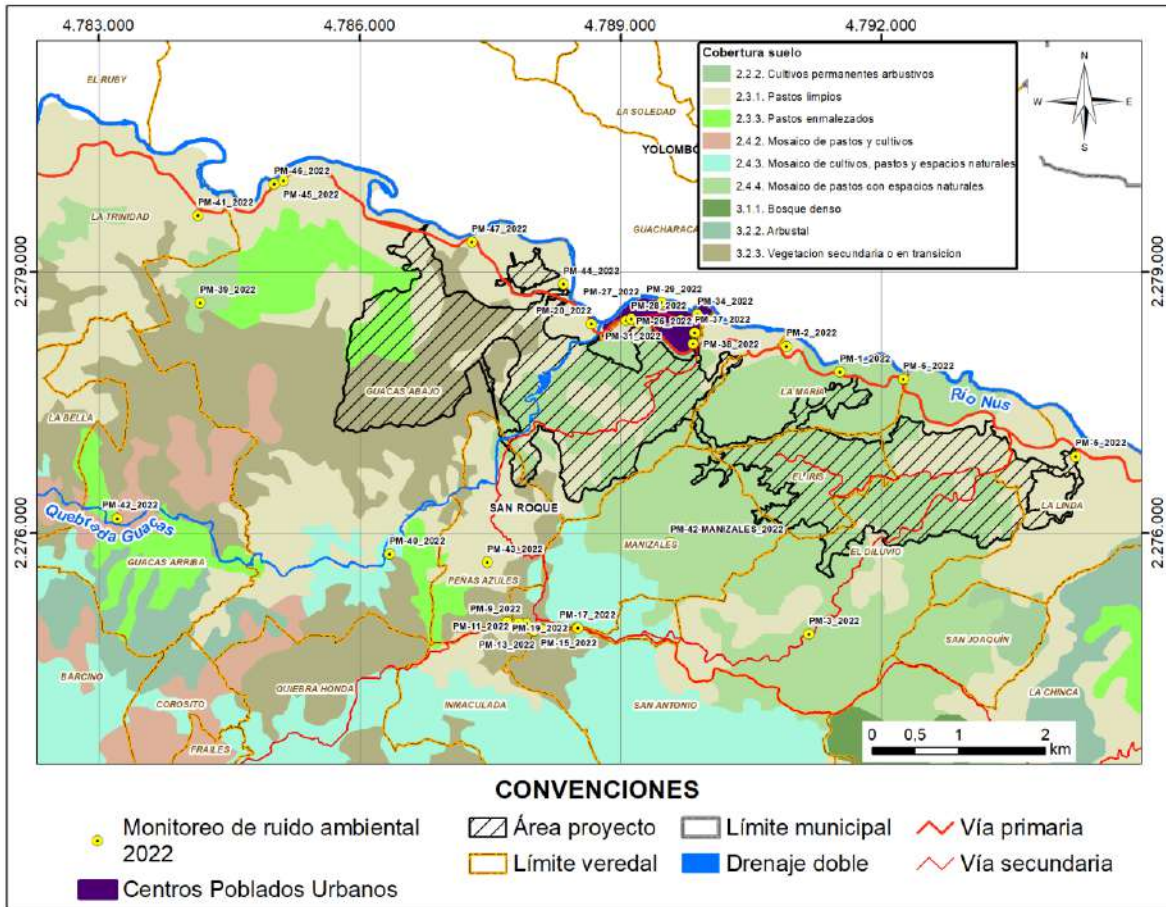 4.783.000
4.786.000
4.789.000
4.792.000
Cobertura suelo
2.2.2. Cultivos permanentes arbustivos
2.3.1. Pastos limpios
2.3.3. Pastos enmalezados
2.4.2. Mosaico de pastos y cultivos
2.4.3. Mosaico de cultivos, pastos y espacios naturales
2.4.4. Mosaico de pastos con espacios naturales
3.1.1. Bosque denso
3.2.2. Arbustal
3.2.3. Vegetacion secundaria o en transicion
N
W
E
S
EL RUBY
LA SOLEDAD
YOLOMBO
PM-46_2022
PM-45_2022
PM-41_2022
LA TRINIDAD
GUACHARACA
PM-47_2022
2.279.000
2.279.000
PM-44_2022
PM-39_2022
PM-27_2022
PM-29_2022
PM-28_2022
PM-34_2022
PM-30_2022
PM-26_2022
PM-37_2022
PM-31_2022
PM-38_2022
PM-2_2022
PM-1_2022
PM-5_2022
GUACAS ABAJO
LA MARIA
Río Nus
LA BELLA
PM-6_2022
EL IRIS
LA LINDA
PM-42_2022
SAN ROQUE
Quebrada Guacas
2.276.000
2.276.000
PM-42-MANIZALES_2022
MANIZALES
PM-40_2022
PM-43_2022
EL DILUVIO
GUACAS ARRIBA
PEÑAS AZULES
PM-9_2022
PM-17_2022
PM-11_2022
PM-19_2022
PM-3_2022
PM-13_2022
PM-15_2022
SAN JOAQUÍN
BARCINO
QUIEBRA HONDA
LA CHINCA
COROSITO
INMACULADA
SAN ANTONIO
FRAILES
0
0,5
1
2
km
CONVENCIONES
Monitoreo de ruido ambiental
2022
Centros Poblados Urbanos
Área proyecto
Límite veredal
Límite municipal
Drenaje doble
Vía primaria
Vía secundaria